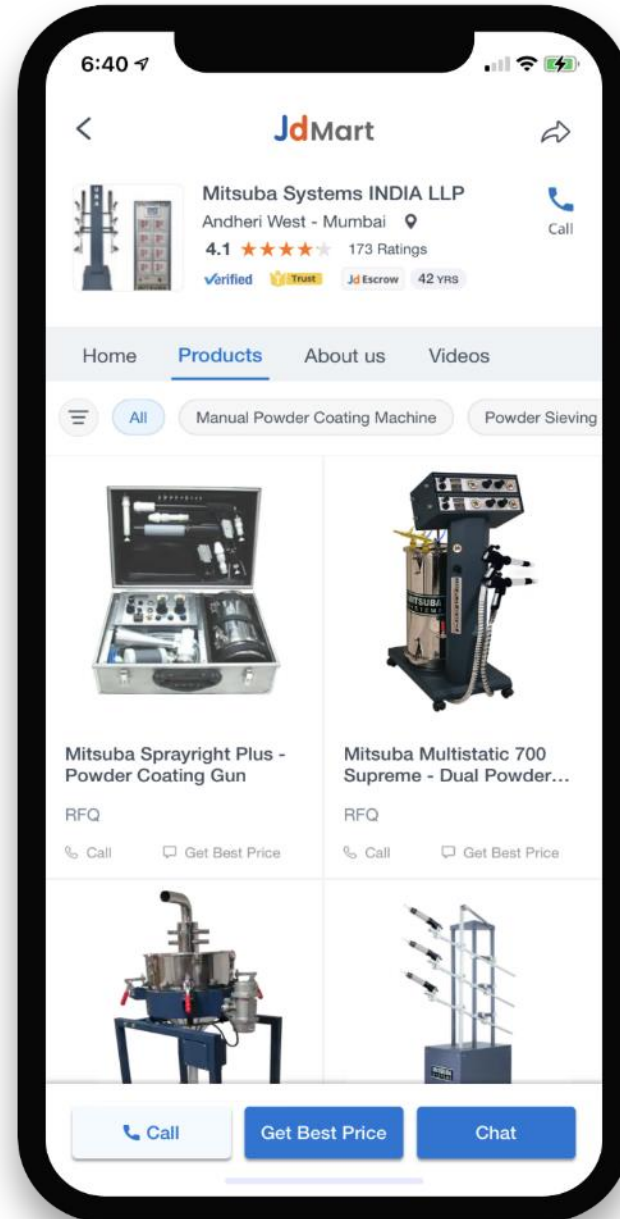 6:40
JdMart
Mitsuba Systems INDIA LLP
Andheri West - Mumbai
4.1 173 Ratings
Call
Verified Trust Jd Escrow 42 YRS
Home Products About us Videos
All Manual Powder Coating Machine Powder Sieving
MITSUBA
SYSTEMS
Mitsuba Sprayright Plus -
Powder Coating Gun
RFQ
Call Get Best Price
Mitsuba Multistatic 700
Supreme - Dual Powder...
RFQ
Call Get Best Price
Call Get Best Price Chat